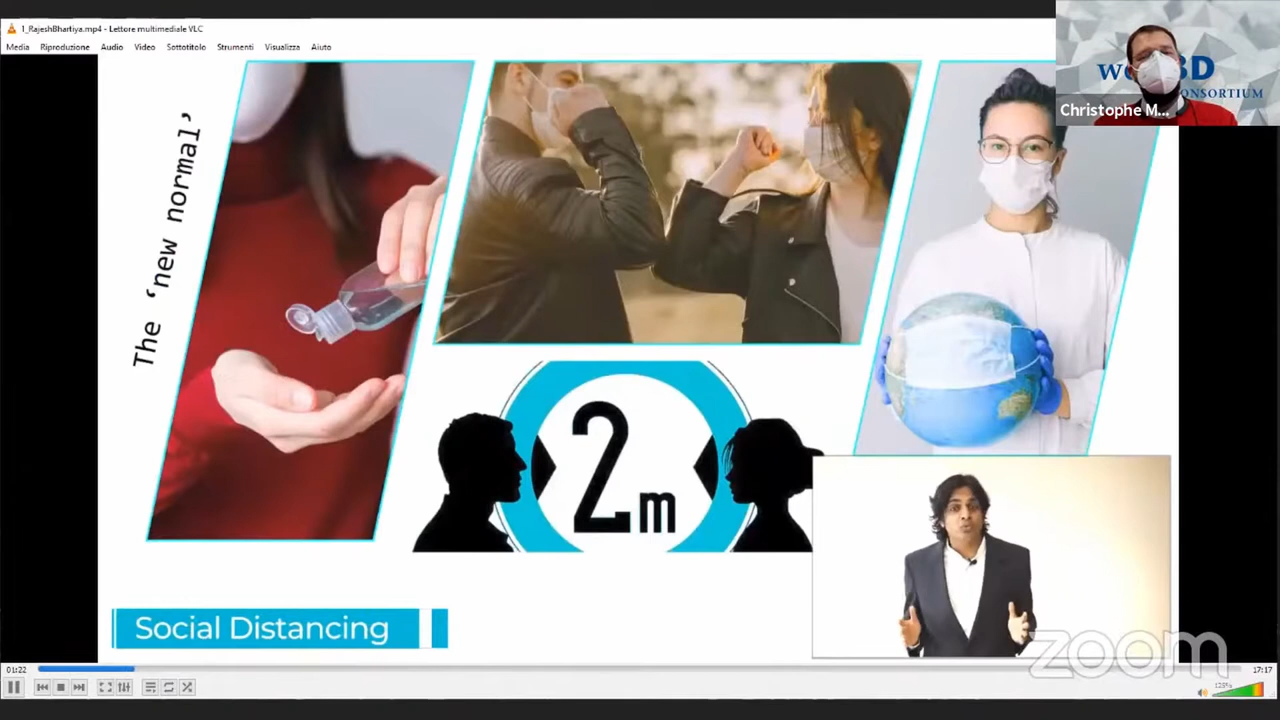 1_RajeshBhartiya.mp4 - Lettore multimediale VLC
Media Riproduzione Audio Video Sottotitolo Strumenti Visualizza Aiuto
CONSORTIUM
Christophe M...
The ‘new normal’
2m
Social Distancing
zoom
01:22
17:17
125%